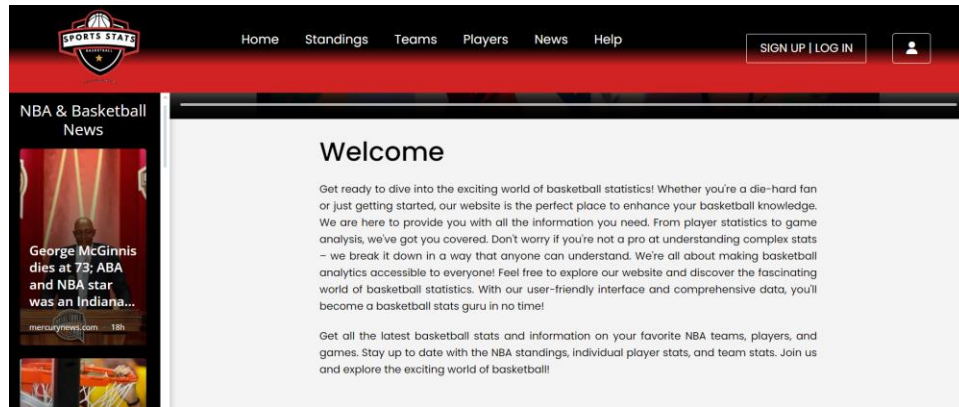 SPORTS STATS
BASKETBALL
Home Standings Teams Players News Help
SIGN UP | LOG IN
NBA & Basketball
News
George McGinnis
dies at 73; ABA
and NBA star
was an Indiana...
mercurynews.com 18h
Welcome
Get ready to dive into the exciting world of basketball statistics! Whether you're a die-hard fan
or just getting started, our website is the perfect place to enhance your basketball knowledge.
We are here to provide you with all the information you need. From player statistics to game
analysis, we've got you covered. Don't worry if you're not a pro at understanding complex stats
– we break it down in a way that anyone can understand. We're all about making basketball
analytics accessible to everyone! Feel free to explore our website and discover the fascinating
world of basketball statistics. With our user-friendly interface and comprehensive data, you'll
become a basketball stats guru in no time!
Get all the latest basketball stats and information on your favorite NBA teams, players, and
games. Stay up to date with the NBA standings, individual player stats, and team stats. Join us
and explore the exciting world of basketball!